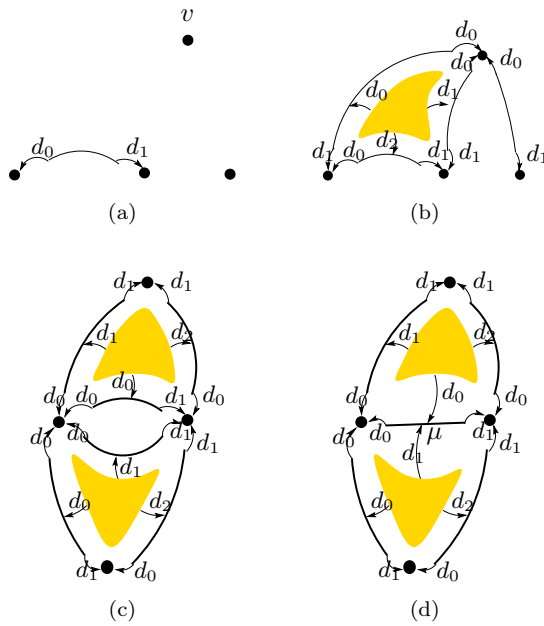 v
d₀ d₁
(a)
d₀
d₀ d₀
d₀ d₁
d₂
d₁ d₀ d₁ d₁ d₁
(b)
d₁ d₁
d₁ d₂
d₀
d₀ d₀ d₁ d₀
d₀ d₀ d₁ d₁
d₁
d₀ d₂
d₁ d₀
(c)
d₁ d₁
d₁ d₂
d₀
d₀ d₀
d₀ d₀ μ d₁ d₁
d₁
d₀ d₂
d₁ d₀
(d)